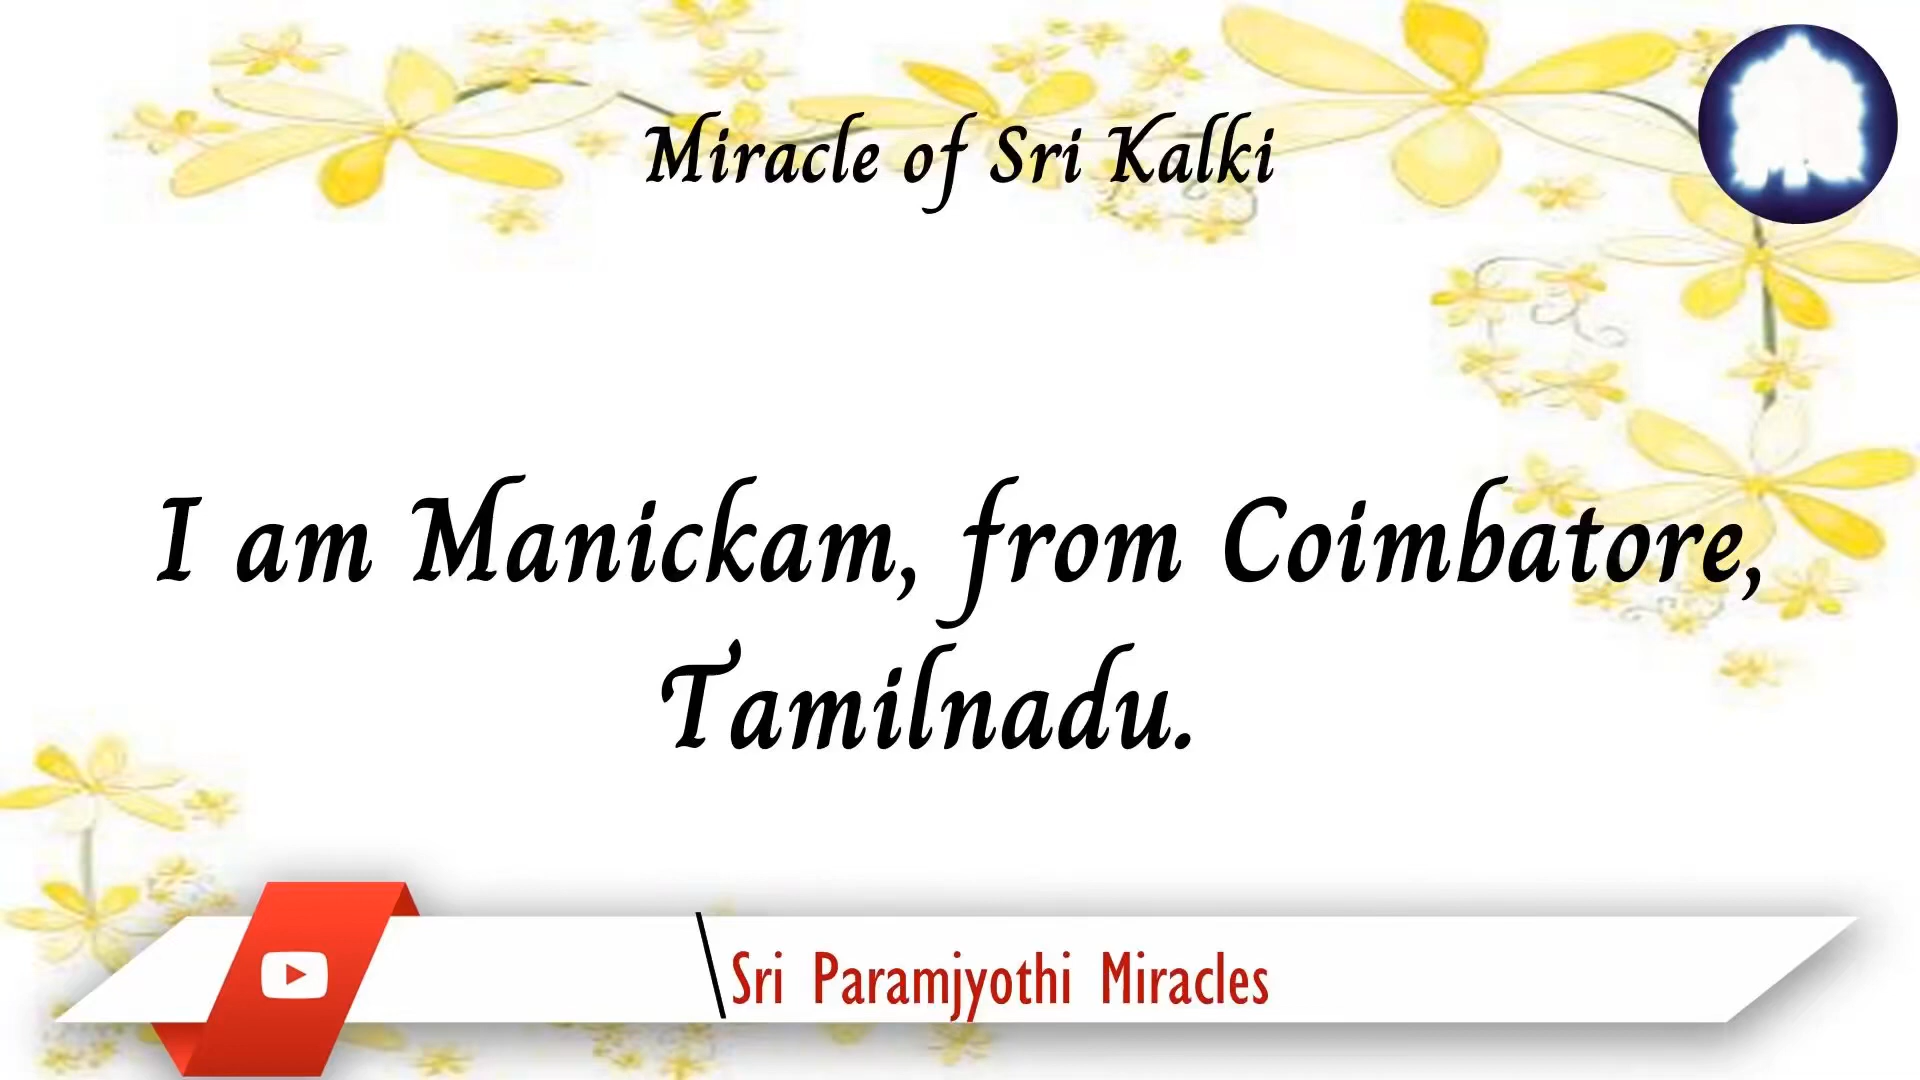 Miracle of Sri Kalki
I am Manickam, from Coimbatore,
Tamilnadu.
Sri Paramjyothi Miracles